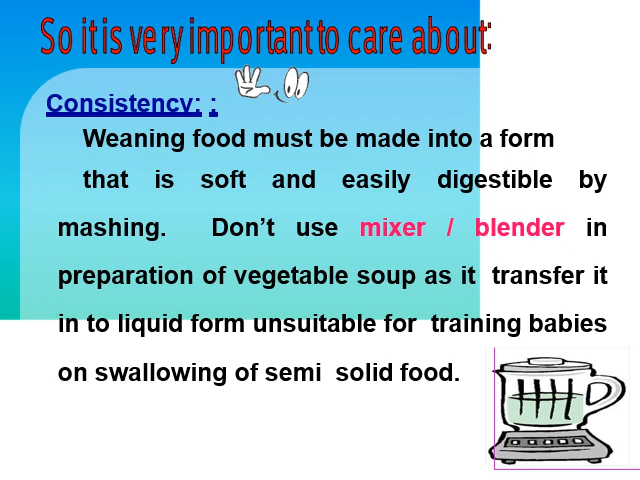 So it is very important to care about:
Consistency: :
Weaning food must be made into a form
that is soft and easily digestible by
mashing. Don’t use mixer / blender in
preparation of vegetable soup as it transfer it
in to liquid form unsuitable for training babies
on swallowing of semi solid food.